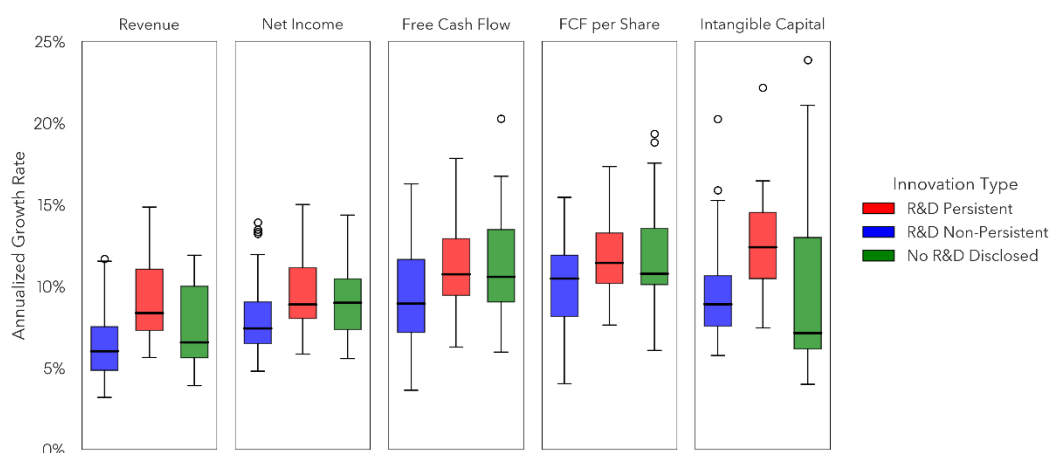 Revenue
Net Income
Free Cash Flow
FCF per Share
Intangible Capital
25%
20%
15%
10%
5%
0%
Annualized Growth Rate
Innovation Type
R&D Persistent
R&D Non-Persistent
No R&D Disclosed